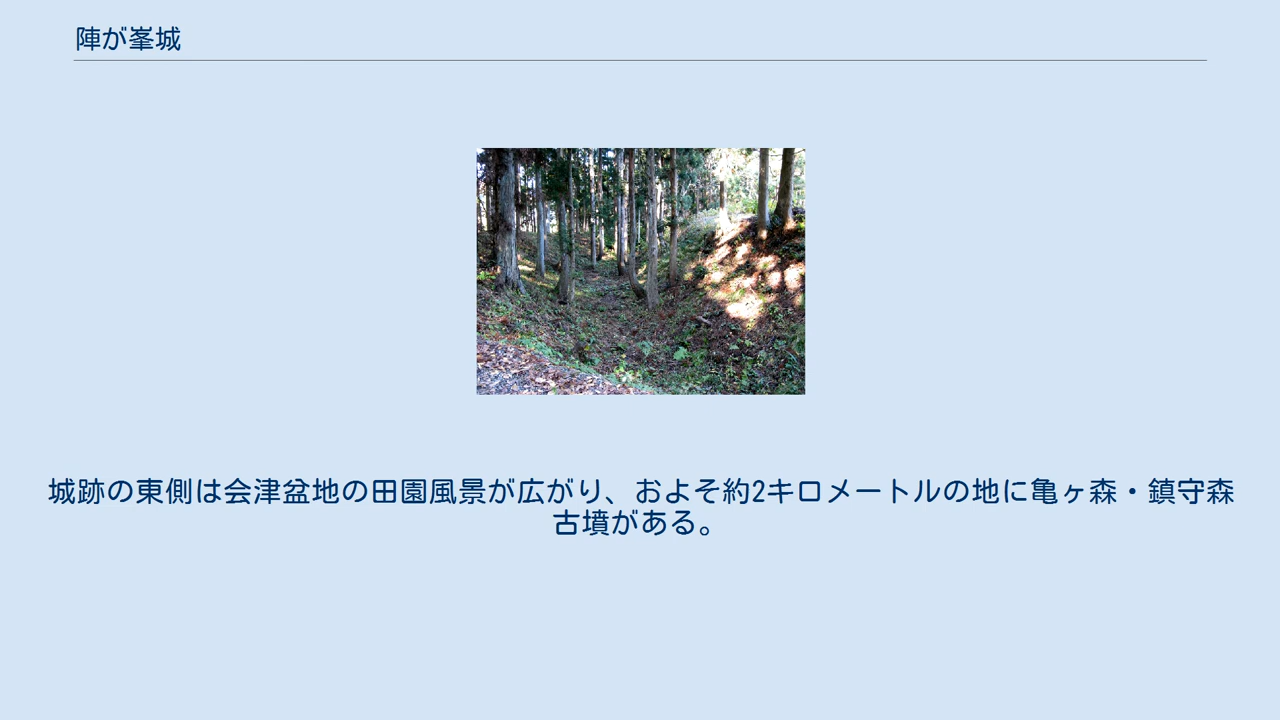 陣が峯城
城跡の東側は会津盆地の田園風景が広がり、およそ約2キロメートルの地に亀ヶ森・鎮守森
古墳がある。